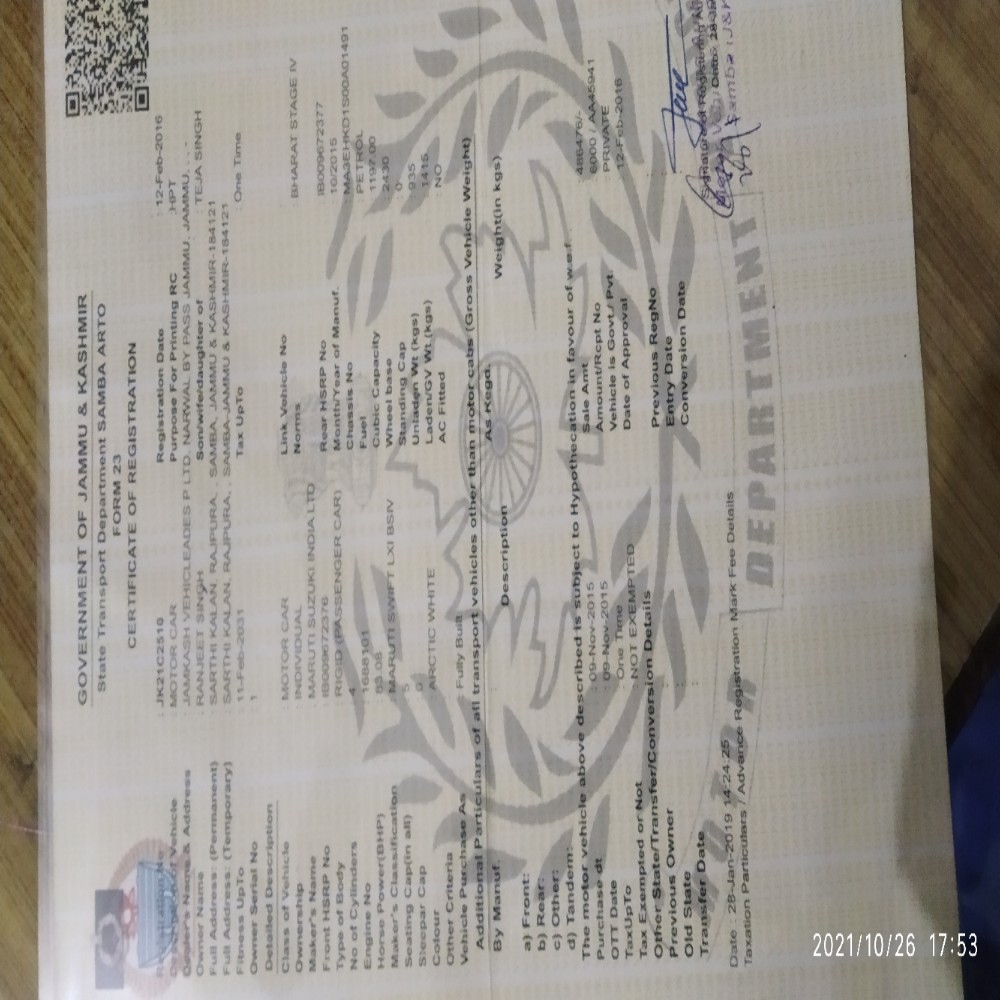 GOVERNMENT OF JAMMU & KASHMIR
State Transport Department SAMBA ARTO
FORM 23
CERTIFICATE OF REGISTRATION
: JK21C2510 Registration Date : 12-Feb-2016
: MOTOR CAR Purpose For Printing RC : HPT
Dealer's Name & Address : JAMKASH VEHICLEADES P LTD, NARWAL BY PASS JAMMU, JAMMU, , , -
Owner Name : RANJEET SINGH Son/wife/daughter of TEJA SINGH
Full Address: (Permanent) SARTHI KALAN, RAJPURA, , SAMBA, JAMMU & KASHMIR-184121
Full Address: (Temporary) SARTHI KALAN, RAJPURA, , SAMBA, JAMMU & KASHMIR-184121
Fitness UpTo : 11-Feb-2031 Tax UpTo : One Time
Owner Serial No : 1
Detailed Description
Class of Vehicle : MOTOR CAR Link Vehicle No
Ownership : INDIVIDUAL Norms BHARAT STAGE IV
Maker's Name : MARUTI SUZUKI INDIA LTD
Front HSRP No : IB009672376 Rear HSRP No IB009672377
Type of Body : RIGID (PASSENGER CAR) Month/Year of Manuf. : 10/2015
No of Cylinders : 4 Chassis No : MA3EHKD1S00A01491
Engine No Fuel : PETROL
Horse Power(BHP) Cubic Capacity : 1197.00
Maker's Classification MARUTI SWIFT LXI BSIV Wheel base : 2430
Seating Cap(in all) : 5 Standing Cap : 0
Sleepar Cap : 0 Unladen Wt (kgs) : 935
Colour : ARCTIC WHITE Laden/GV Wt (kgs) : 1415
Other Criteria AC Fitted : NO
Vehicle Purchase As : Fully Built
Additional Particulars of all transport vehicles other than motor cabs (Gross Vehicle Weight)
By Manuf. As Regd.
Description Weight(in kgs)
a) Front:
b) Rear:
c) Other:
d) Tandem:
The motor vehicle above described is subject to Hypothecation in favour of w.e.f.
Purchase dt : 09-Nov-2015 Sale Amt : 486476/-
OTT Date : 09-Nov-2015 Amount/Rcpt No : 6000 / AA45941
TaxUpTo : One Time Vehicle is Govt./ Pvt. : PRIVATE
Tax Exempted or Not : NOT EXEMPTED Date of Approval : 12-Feb-2016
Other State/Transfer/Conversion Details
Previous Owner Previous RegNo
Old State Entry Date
Transfer Date Conversion Date
Date : 28-Jan-2019 14:24:25
Taxation Particulars / Advance Registration Mark Fee Details
DEPARTMENT
2021/10/26 17:53